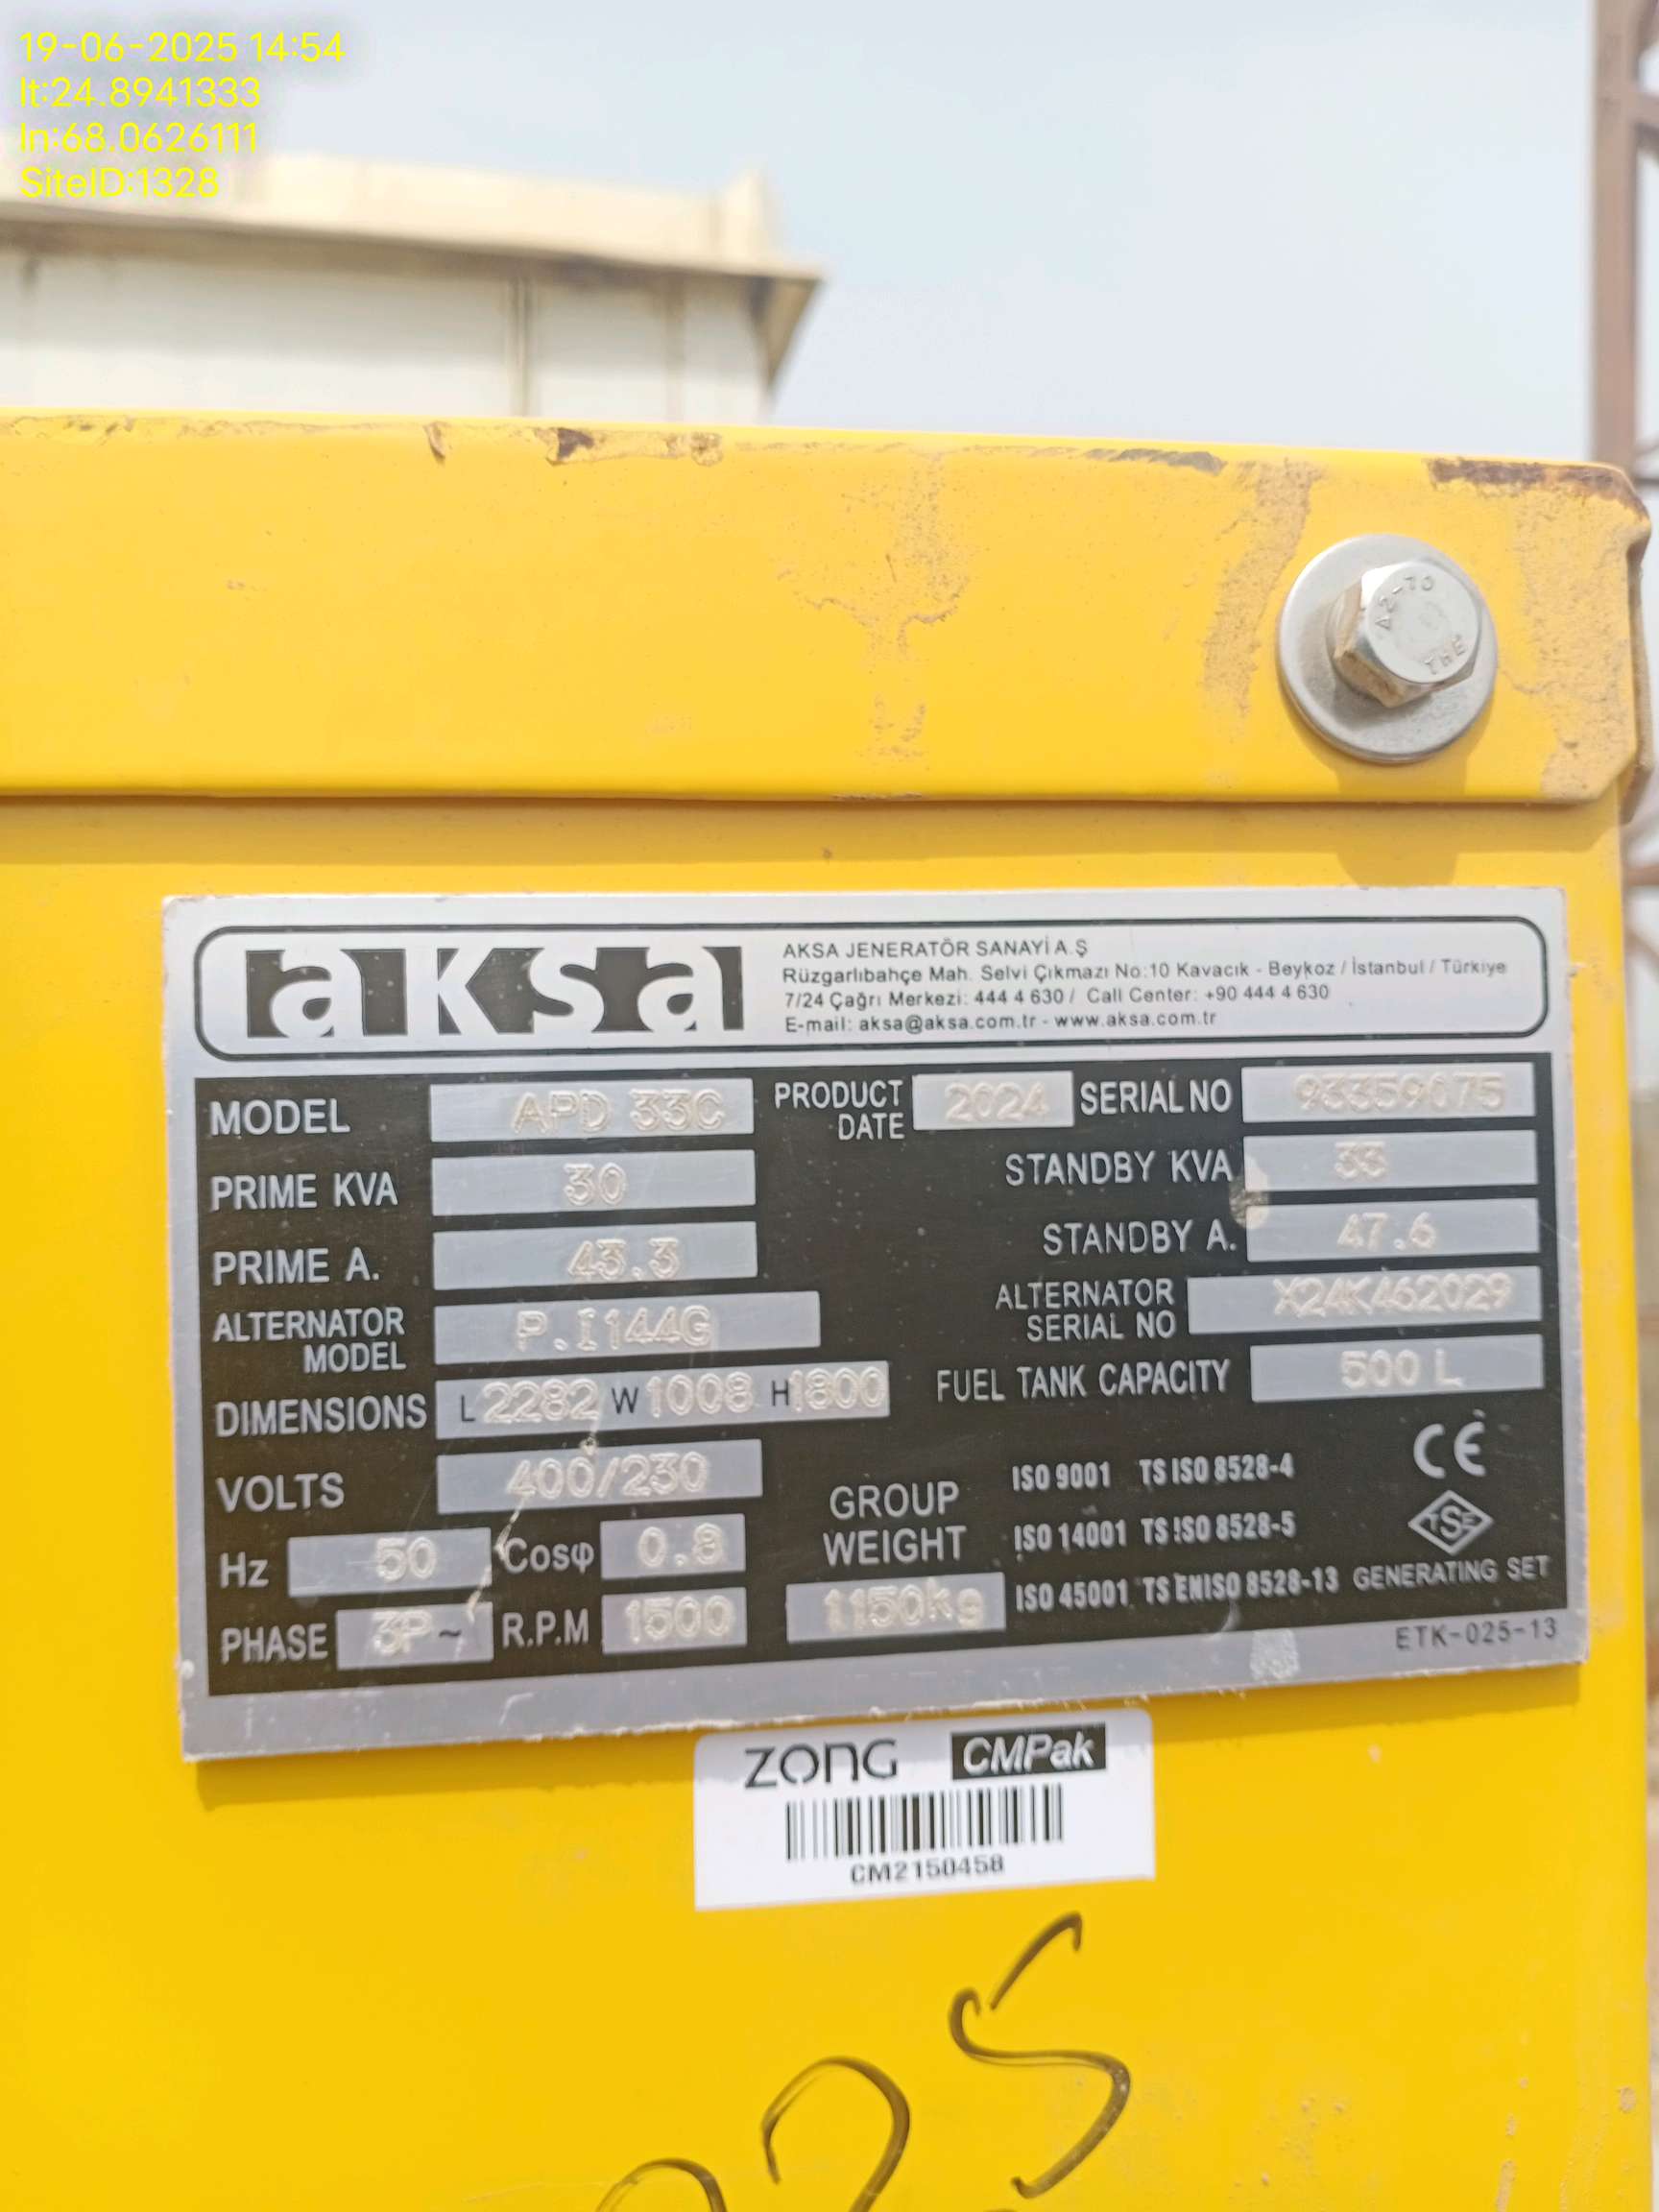 19-06-2025 14:54
lt:24.8941333
ln:68.0626111
SiteID:1328
A2-70
THE
aksa
AKSA JENERATÖR SANAYİ A.Ş
Rüzgarlıbahçe Mah. Selvi Çıkmazı No:10 Kavacık - Beykoz / İstanbul / Türkiye
7/24 Çağrı Merkezi: 444 4 630 / Call Center: +90 444 4 630
E-mail: aksa@aksa.com.tr - www.aksa.com.tr
MODEL APD 33C PRODUCT DATE 2024 SERIAL NO 93359075
PRIME KVA 30 STANDBY KVA 33
PRIME A. 43.3 STANDBY A. 47.6
ALTERNATOR MODEL P.I144G ALTERNATOR SERIAL NO X24K462029
DIMENSIONS L 2282 W 1008 H 1800 FUEL TANK CAPACITY 500 L
VOLTS 400/230 GROUP WEIGHT 1150kg
Hz 50 Cosφ 0.8
PHASE 3P~ R.P.M 1500
ISO 9001 TS ISO 8528-4
ISO 14001 TS ISO 8528-5
ISO 45001 TS EN ISO 8528-13
CE
TSE
GENERATING SET
ETK-025-13
ZONG CMPak
CM2150458